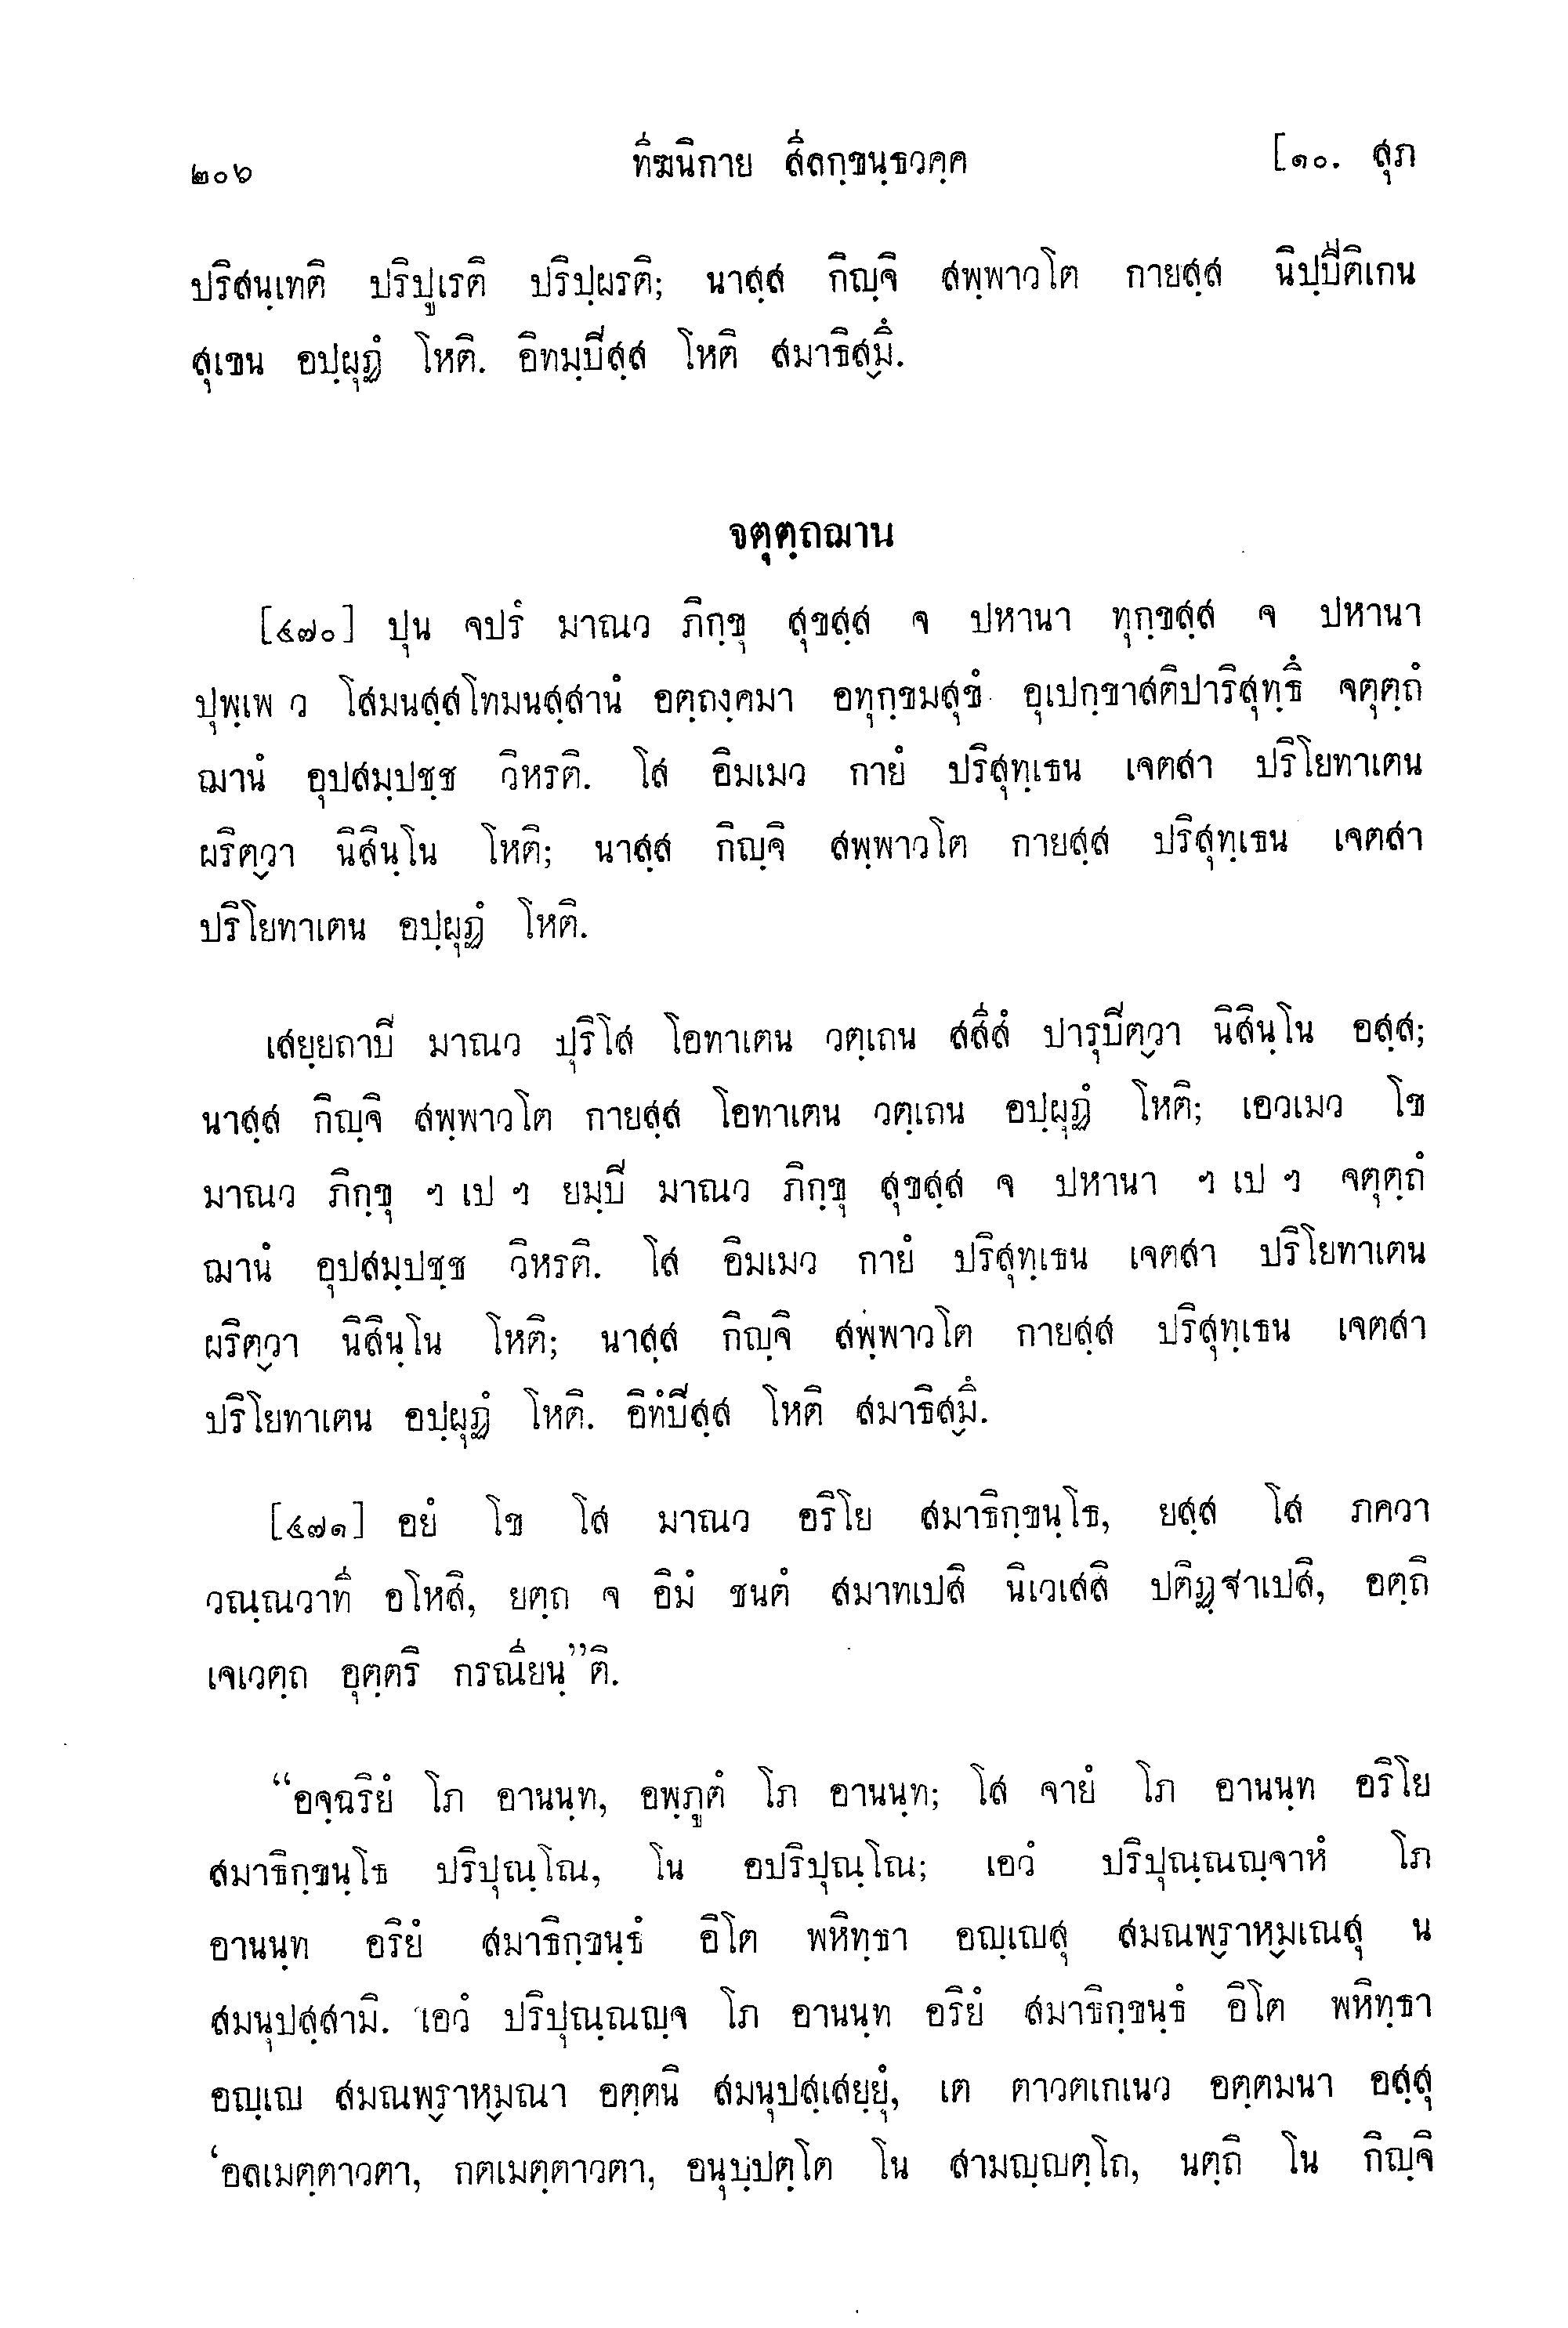 ๒๐๖ ทีฆนิกาย สีลกฺขนฺธวคฺค [๑๐. สุภ
ปริสนฺเทติ ปริปูเรติ ปริปฺผรติ; นาสฺส กิญฺจิ สพฺพาวโต กายสฺส นิปฺปีติเกน
สุเขน อปฺผุฏํ โหติ. อิทมฺปีสฺส โหติ สมาธิสฺมึ.
จตุตฺถฌาน
[๔๗๐] ปุน จปรํ มาณว ภิกฺขุ สุขสฺส จ ปหานา ทุกฺขสฺส จ ปหานา
ปุพฺเพ ว โสมนสฺสโทมนสฺสานํ อตฺถงฺคมา อทุกฺขมสุขํ อุเปกฺขาสติปาริสุทฺธึ จตุตฺถํ
ฌานํ อุปสมฺปชฺช วิหรติ. โส อิมเมว กายํ ปริสุทฺเธน เจตสา ปริโยทาเตน
ผริตฺวา นิสินฺโน โหติ; นาสฺส กิญฺจิ สพฺพาวโต กายสฺส ปริสุทฺเธน เจตสา
ปริโยทาเตน อปฺผุฏํ โหติ.
เสยฺยถาปี มาณว ปุริโส โอทาเตน วตฺเถน สสีสํ ปารุปีตฺวา นิสินฺโน อสฺส;
นาสฺส กิญฺจิ สพฺพาวโต กายสฺส โอทาเตน วตฺเถน อปฺผุฏํ โหติ; เอวเมว โข
มาณว ภิกฺขุ ฯ เป ฯ ยมฺปี มาณว ภิกฺขุ สุขสฺส จ ปหานา ฯ เป ฯ จตุตฺถํ
ฌานํ อุปสมฺปชฺช วิหรติ. โส อิมเมว กายํ ปริสุทฺเธน เจตสา ปริโยทาเตน
ผริตฺวา นิสินฺโน โหติ; นาสฺส กิญฺจิ สพฺพาวโต กายสฺส ปริสุทฺเธน เจตสา
ปริโยทาเตน อปฺผุฏํ โหติ. อิทํปีสฺส โหติ สมาธิสฺมึ.
[๔๗๑] อยํ โข โส มาณว อริโย สมาธิกฺขนฺโธ, ยสฺส โส ภควา
วณฺณวาที อโหสิ, ยตฺถ จ อิมํ ชนตํ สมาทเปสิ นิเวเสสิ ปติฏฺฐาเปสิ, อตฺถิ
เจเวตฺถ อุตฺตริ กรณียนฺ”ติ.
“อจฺฉริยํ โภ อานนฺท, อพฺภูตํ โภ อานนฺท; โส จายํ โภ อานนฺท อริโย
สมาธิกฺขนฺโธ ปริปุณฺโณ, โน อปริปุณฺโณ; เอวํ ปริปุณฺณญฺจาหํ โภ
อานนฺท อริยํ สมาธิกฺขนฺธํ อิโต พหิทฺธา อญฺเญสุ สมณพฺราหฺมเณสุ น
สมนุปสฺสามิ. เอวํ ปริปุณฺณญฺจ โภ อานนฺท อริยํ สมาธิกฺขนฺธํ อิโต พหิทฺธา
อญฺเญ สมณพฺราหฺมณา อตฺตนิ สมนุปสฺเสยฺยุํ, เต ตาวตเกเนว อตฺตมนา อสฺสุ
‘อลเมตฺตาวตา, กตเมตฺตาวตา, อนุปฺปตฺโต โน สามญฺญตฺโถ, นตฺถิ โน กิญฺจิ